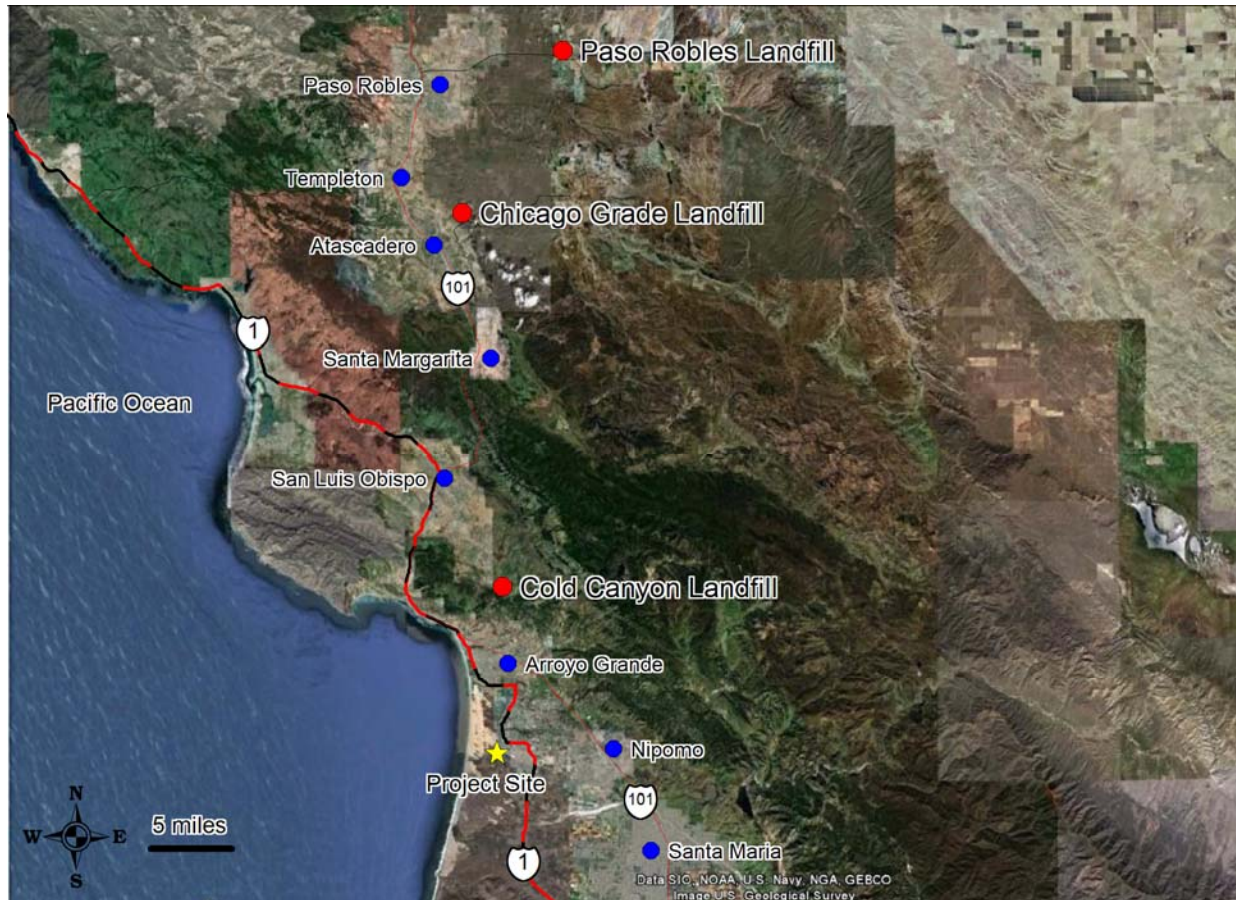 Paso Robles Landfill
Paso Robles
Templeton
Chicago Grade Landfill
Atascadero
101
1
Santa Margarita
Pacific Ocean
San Luis Obispo
Cold Canyon Landfill
Arroyo Grande
Nipomo
Project Site
N
W E
S
5 miles
101
1
Santa Maria
Data SIO, NOAA, U.S. Navy, NGA, GEBCO
Image U.S. Geological Survey